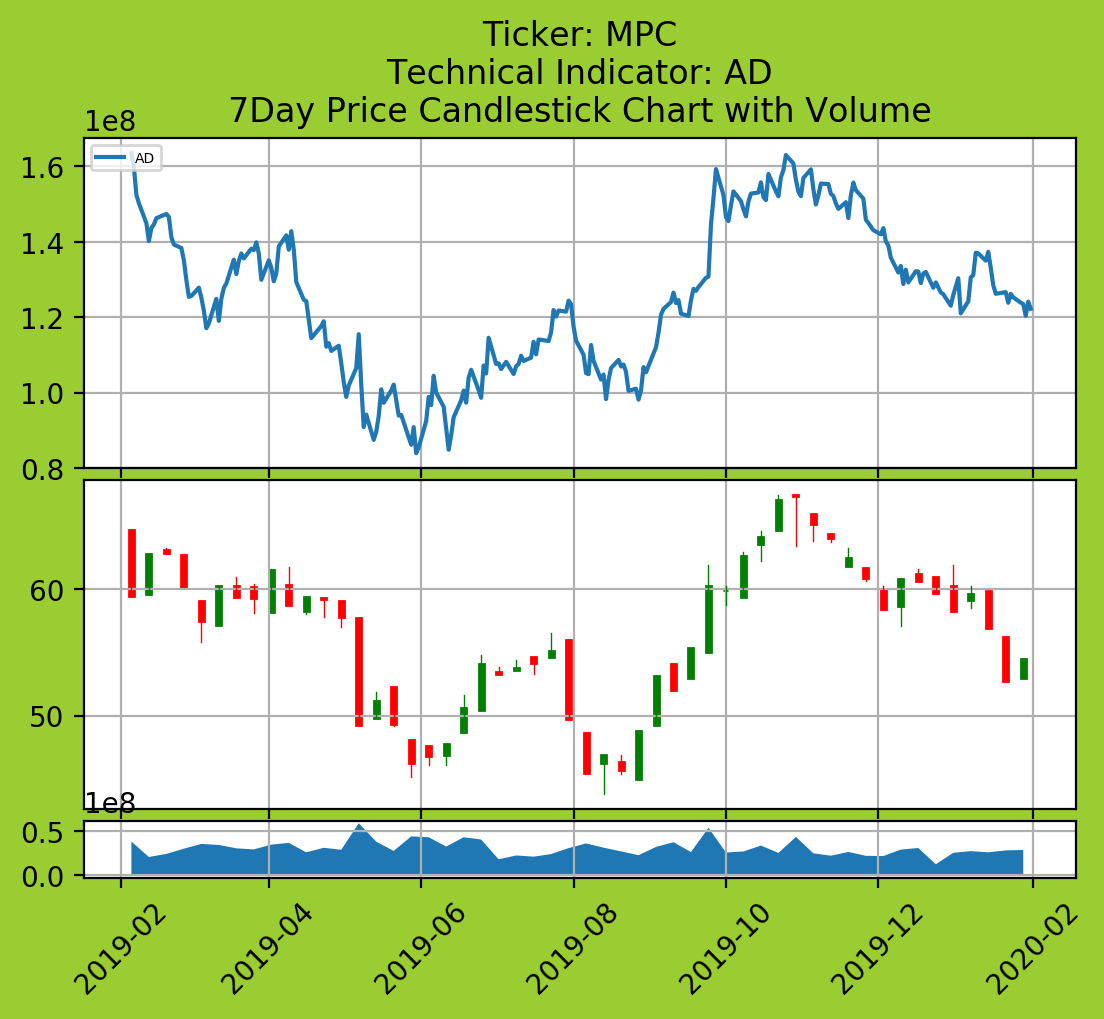 Ticker: MPC
Technical Indicator: AD
7Day Price Candlestick Chart with Volume
1e8
AD
1.6
1.4
1.2
1.0
0.8
60
50
1e8
0.5
0.0
2019-02
2019-04
2019-06
2019-08
2019-10
2019-12
2020-02